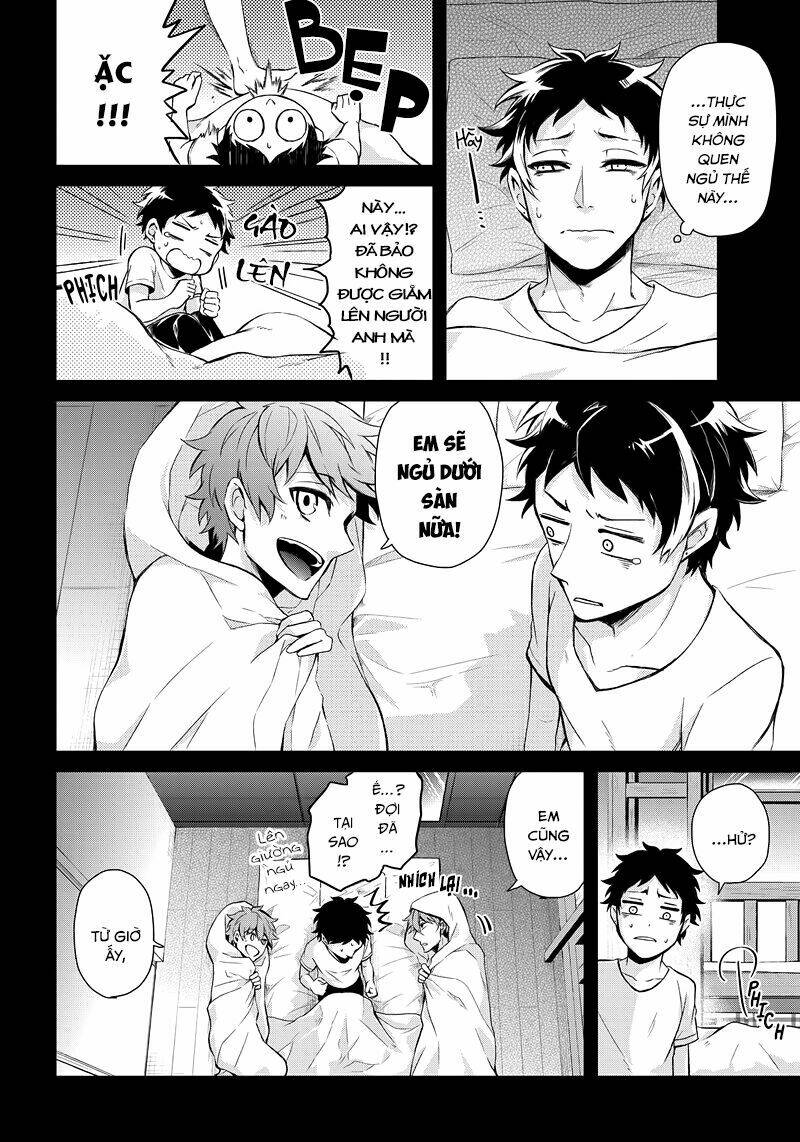 ...THỰC
SỰ MÌNH
KHÔNG
QUEN
NGỦ THẾ
NÀY...
Hầy
BẸP
ẶC
!!!
NÀY...
AI VẬY!?
ĐÃ BẢO
KHÔNG
ĐƯỢC GIẪM
LÊN NGƯỜI
ANH MÀ
!!
GÀO
LÊN
PHỊCH
EM SẼ
NGỦ DƯỚI
SÀN
NỮA!
...HỬ?
PHỊCH
EM
CŨNG
VẬY...
Ế...?
ĐỢI
ĐÃ ...
TẠI
SAO
!?
NHÍCH LẠI ...
Lên
giường
ngủ
ngay...
TỪ GIỜ
ẤY,